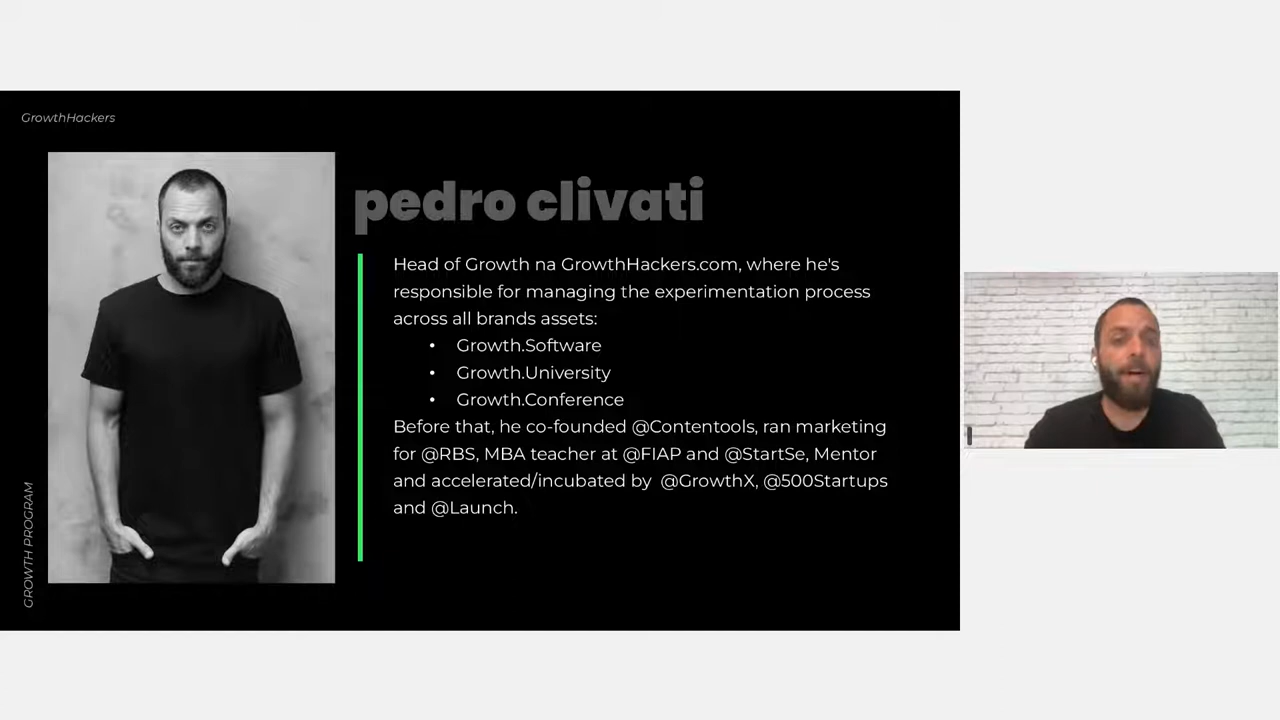 GrowthHackers
pedro clivati
Head of Growth na GrowthHackers.com, where he's
responsible for managing the experimentation process
across all brands assets:
• Growth.Software
• Growth.University
• Growth.Conference
Before that, he co-founded @Contentools, ran marketing
for @RBS, MBA teacher at @FIAP and @StartSe, Mentor
and accelerated/incubated by  @GrowthX, @500Startups
and @Launch.
GROWTH PROGRAM